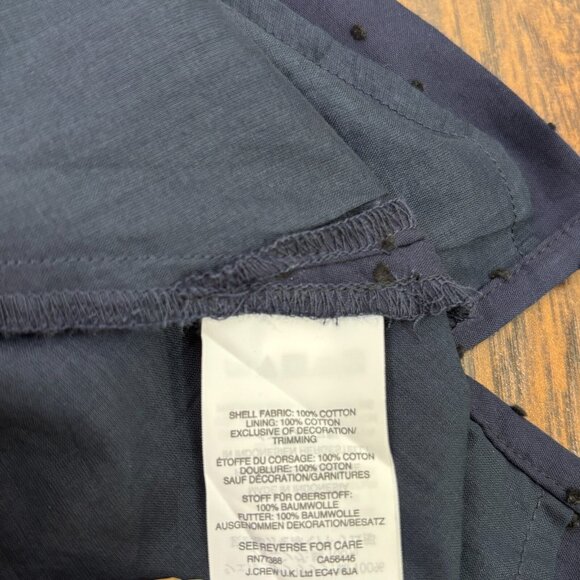 SHELL FABRIC: 100% COTTON
LINING: 100% COTTON
EXCLUSIVE OF DECORATION/
TRIMMING
ÉTOFFE DU CORSAGE: 100% COTON
DOUBLURE: 100% COTON
SAUF DÉCORATION/GARNITURES
STOFF FÜR OBERSTOFF:
100% BAUMWOLLE
FUTTER: 100% BAUMWOLLE
AUSGENOMMEN DEKORATION/BESATZ
SEE REVERSE FOR CARE
RN77388 CA56445
J.CREW U.K. Ltd EC4V 6JA